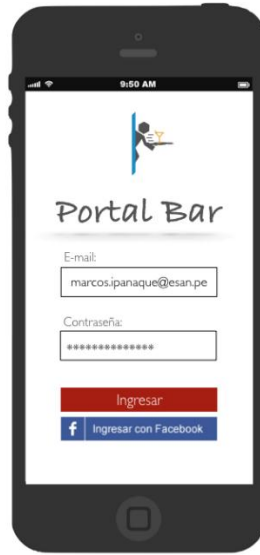 9:50 AM
Portal Bar
E-mail:
marcos.ipanaque@esan.pe
Contraseña:
**************
Ingresar
f Ingresar con Facebook